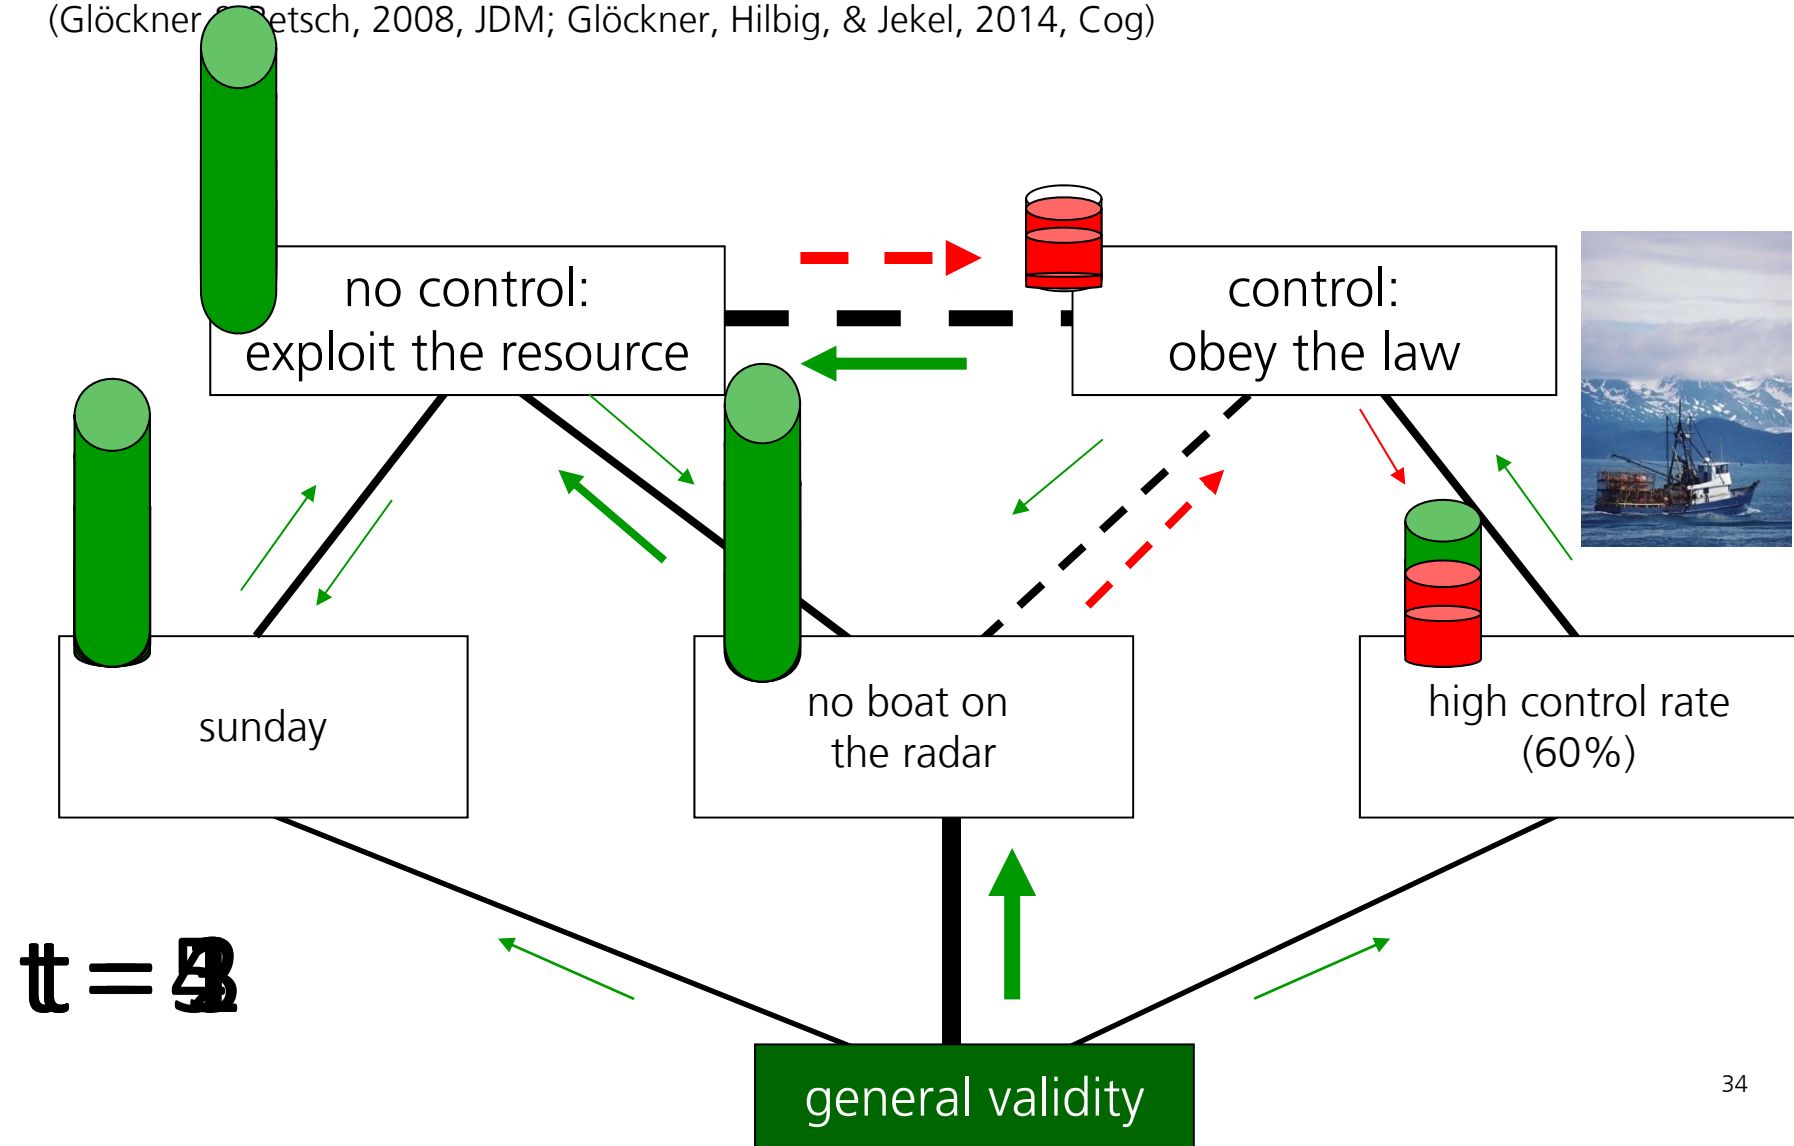 (Glöckner & Betsch, 2008, JDM; Glöckner, Hilbig, & Jekel, 2014, Cog)
no control:
exploit the resource
control:
obey the law
sunday
no boat on
the radar
high control rate
(60%)
t =
general validity
34